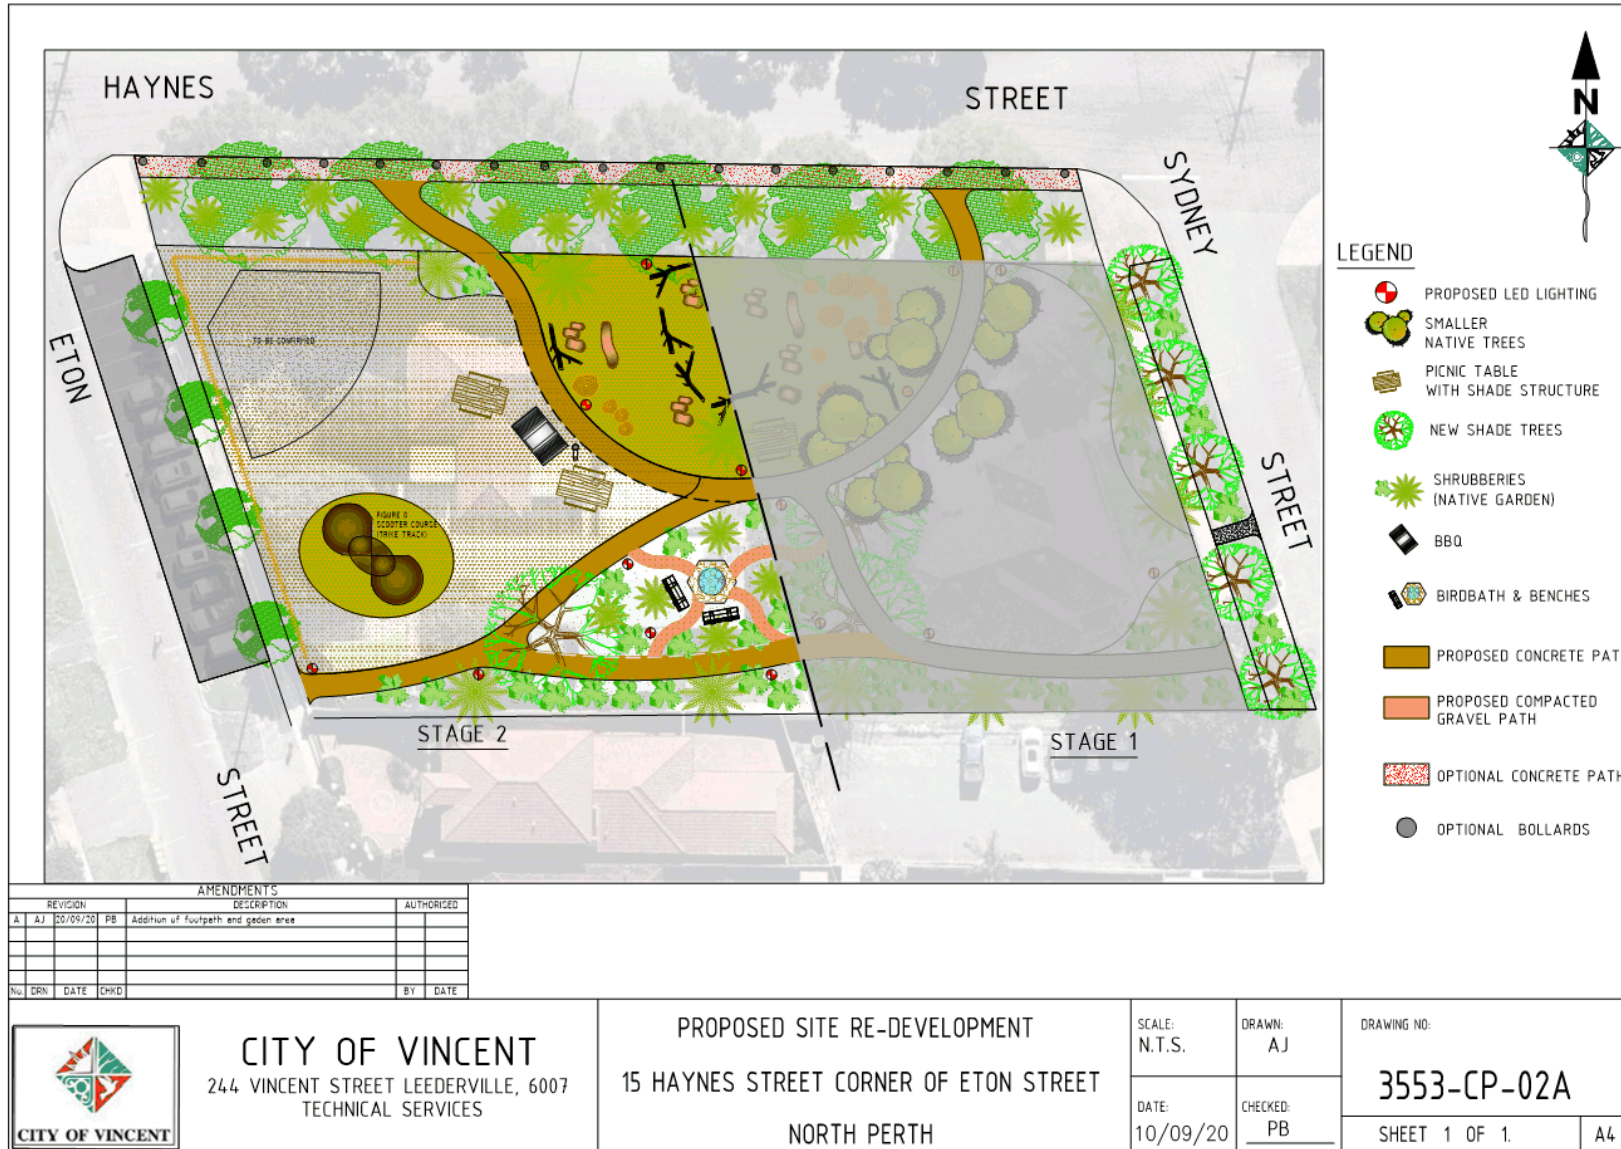 HAYNES
STREET
N
SYDNEY
STREET
ETON
STREET
TO BE CONFIRMED
FIGURE 8
SCOOTER COURSE
(TRIKE TRACK)
STAGE 2
STAGE 1
LEGEND
PROPOSED LED LIGHTING
SMALLER
NATIVE TREES
PICNIC TABLE
WITH SHADE STRUCTURE
NEW SHADE TREES
SHRUBBERIES
(NATIVE GARDEN)
BBQ
BIRDBATH & BENCHES
PROPOSED CONCRETE PAT
PROPOSED COMPACTED
GRAVEL PATH
OPTIONAL CONCRETE PATH
OPTIONAL BOLLARDS
AMENDMENTS
REVISION DESCRIPTION AUTHORISED
A AJ 20/09/20 PB Addition of footpath and gaden area
No. DRN DATE CHKD BY DATE
CITY OF VINCENT
CITY OF VINCENT
244 VINCENT STREET LEEDERVILLE, 6007
TECHNICAL SERVICES
PROPOSED SITE RE-DEVELOPMENT
15 HAYNES STREET CORNER OF ETON STREET
NORTH PERTH
SCALE:
N.T.S.
DRAWN:
AJ
DATE:
10/09/20
CHECKED:
PB
DRAWING NO:
3553-CP-02A
SHEET 1 OF 1.
A4